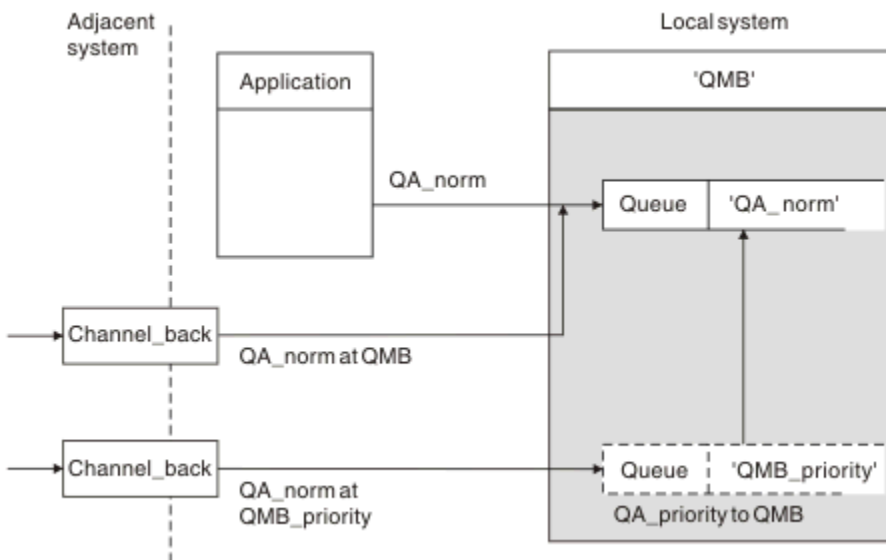 Adjacent
system
Local system
Application
'QMB'
QA_norm
Queue
'QA_norm'
Channel_back
QA_norm at QMB
Channel_back
QA_norm at
QMB_priority
Queue
'QMB_priority'
QA_priority to QMB